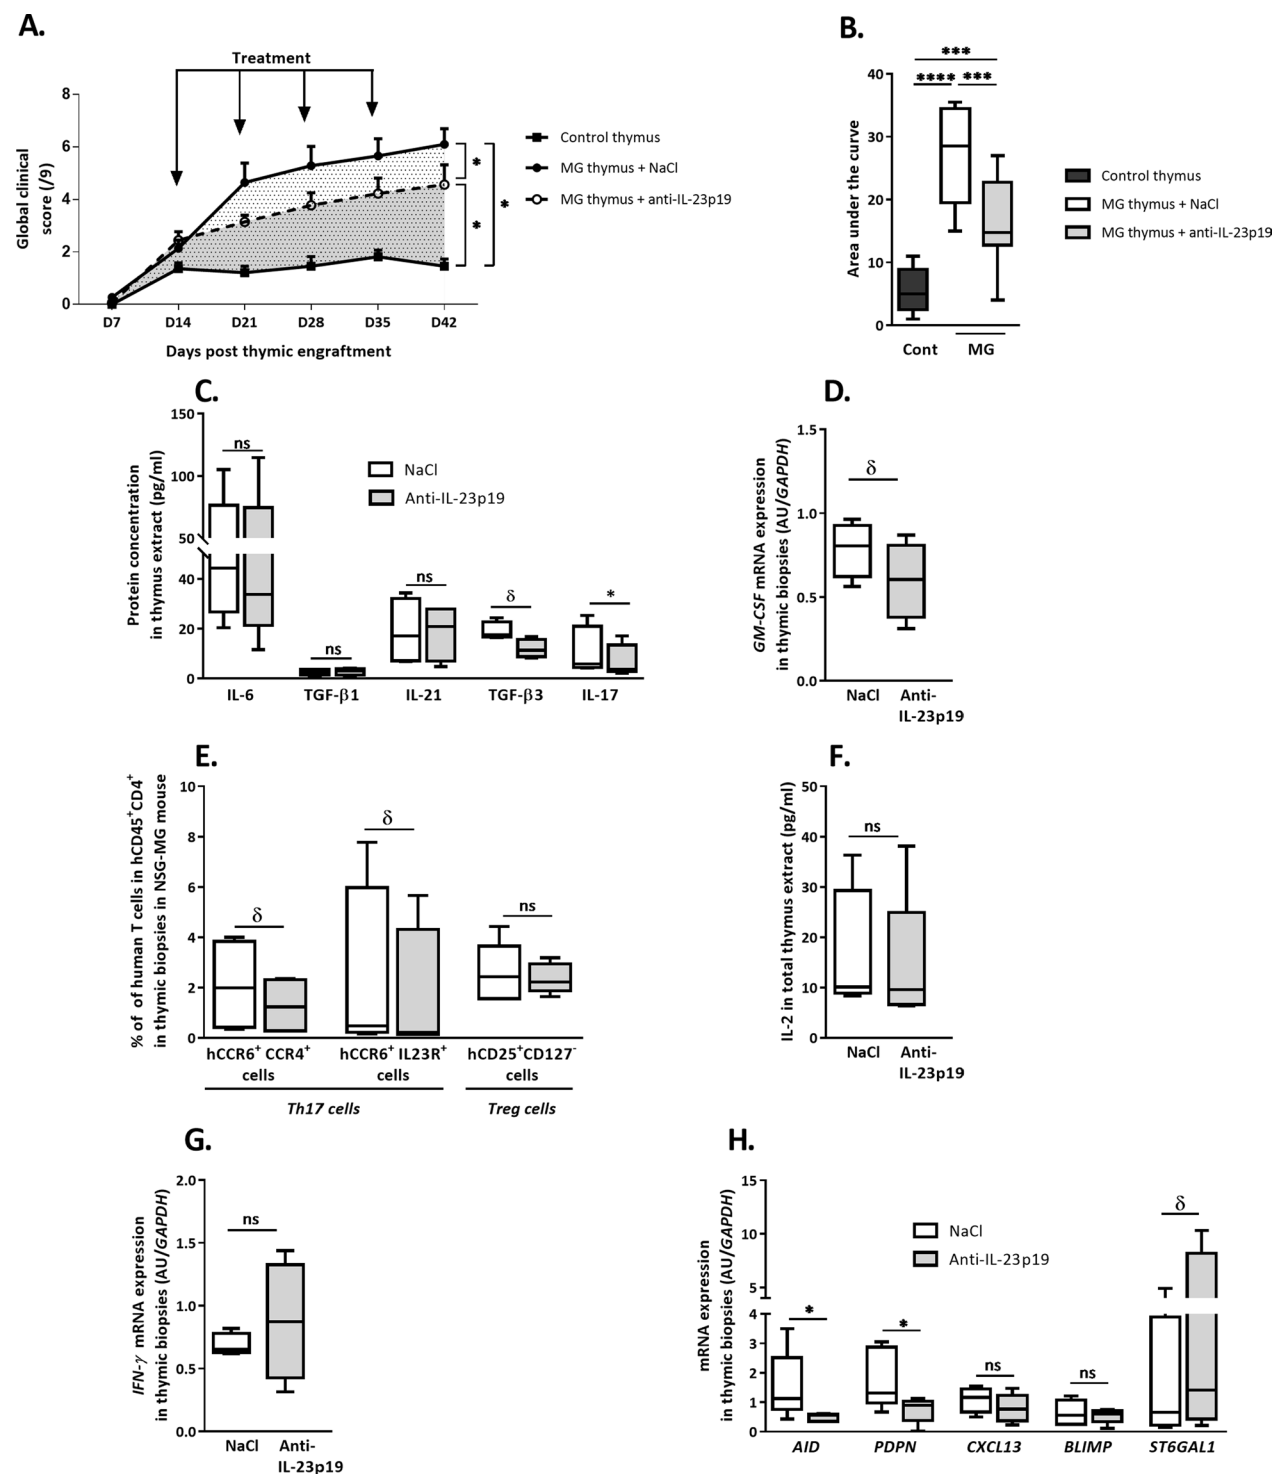 A.
Treatment
Global clinical
score (/9)
8
6
4
2
0
D7 D14 D21 D28 D35 D42
Days post thymic engraftment
* * *
Control thymus
MG thymus + NaCl
MG thymus + anti-IL-23p19
B.
***
**** ***
Area under the curve
40
30
20
10
0
Cont MG
Control thymus
MG thymus + NaCl
MG thymus + anti-IL-23p19
C.
Protein concentration
in thymus extract (pg/ml)
150
100
50
40
20
0
ns ns ns δ *
NaCl
Anti-IL-23p19
IL-6 TGF-β1 IL-21 TGF-β3 IL-17
D.
GM-CSF mRNA expression
in thymic biopsies (AU/GAPDH)
1.5
1.0
0.5
0.0
δ
NaCl Anti-
IL-23p19
E.
% of of human T cells in hCD45⁺CD4⁺
in thymic biopsies in NSG-MG mouse
10
8
6
4
2
0
δ δ ns
hCCR6⁺ CCR4⁺ hCCR6⁺ IL23R⁺ hCD25⁺CD127⁻
cells cells cells
Th17 cells Treg cells
F.
IL-2 in total thymus extract (pg/ml)
50
40
30
20
10
0
ns
NaCl Anti-
IL-23p19
G.
IFN-γ mRNA expression
in thymic biopsies (AU/GAPDH)
2.0
1.5
1.0
0.5
0.0
ns
NaCl Anti-
IL-23p19
H.
mRNA expression
in thymic biopsies (AU/GAPDH)
15
10
5
4
3
2
1
0
* * ns ns δ
NaCl
Anti-IL-23p19
AID PDPN CXCL13 BLIMP ST6GAL1